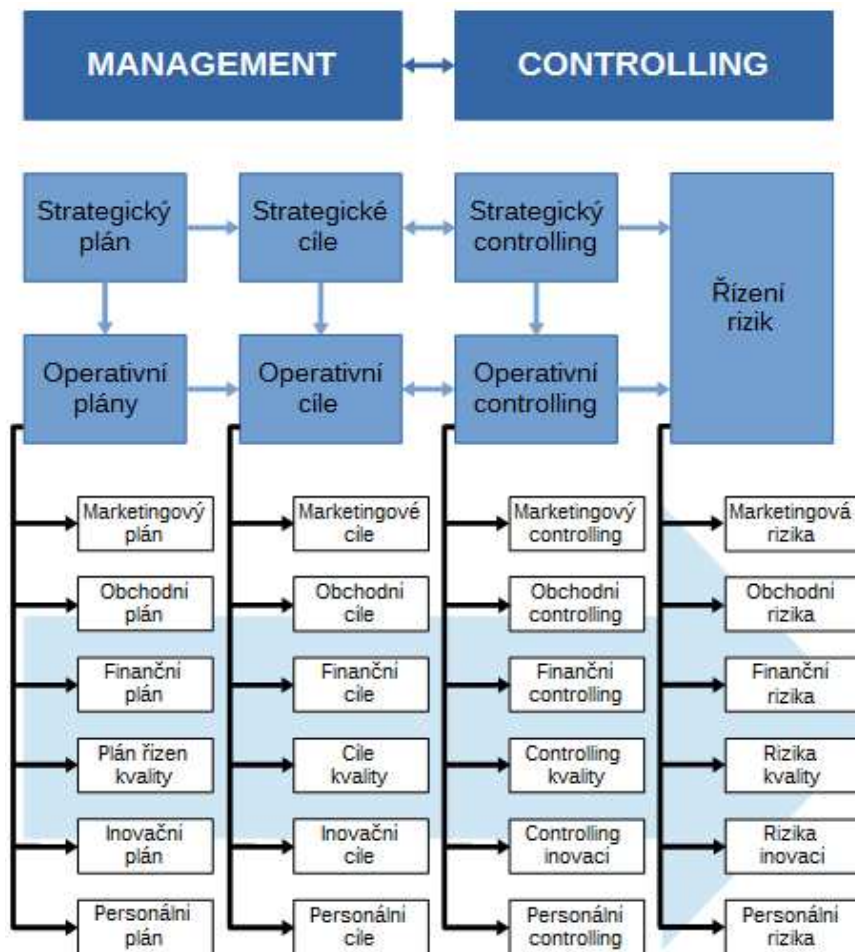 MANAGEMENT
CONTROLLING
Strategický
plán
Strategické
cíle
Strategický
controlling
Řízení
rizik
Operativní
plány
Operativní
cíle
Operativní
controlling
Marketingový
plán
Marketingové
cíle
Marketingový
controlling
Marketingová
rizika
Obchodní
plán
Obchodní
cíle
Obchodní
controlling
Obchodní
rizika
Finanční
plán
Finanční
cíle
Finanční
controlling
Finanční
rizika
Plán řízen
kvality
Cíle
kvality
Controlling
kvality
Rizika
kvality
Inovační
plán
Inovační
cíle
Controlling
inovací
Rizika
inovací
Personální
plán
Personální
cíle
Personální
controlling
Personální
rizika